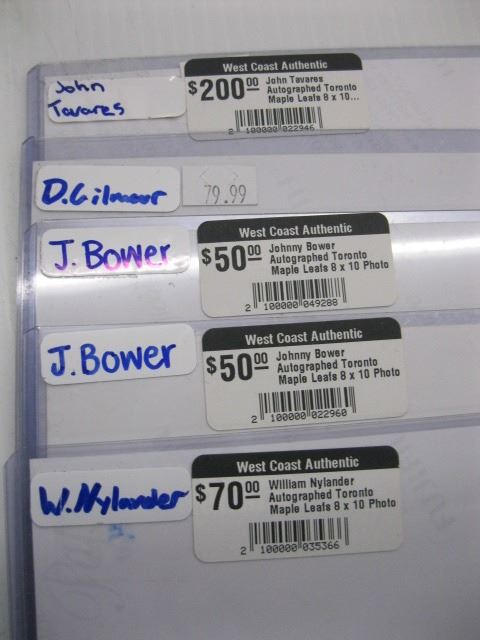 John
Tavares
West Coast Authentic
$200.00 John Tavares
Autographed Toronto
Maple Leafs 8 x 10...
2 100000 022946
D. Gilmour
79.99
J. Bower
West Coast Authentic
$50.00 Johnny Bower
Autographed Toronto
Maple Leafs 8 x 10 Photo
2 100000 049288
J. Bower
West Coast Authentic
$50.00 Johnny Bower
Autographed Toronto
Maple Leafs 8 x 10 Photo
2 100000 022960
W. Nylander
West Coast Authentic
$70.00 William Nylander
Autographed Toronto
Maple Leafs 8 x 10 Photo
2 100000 035366